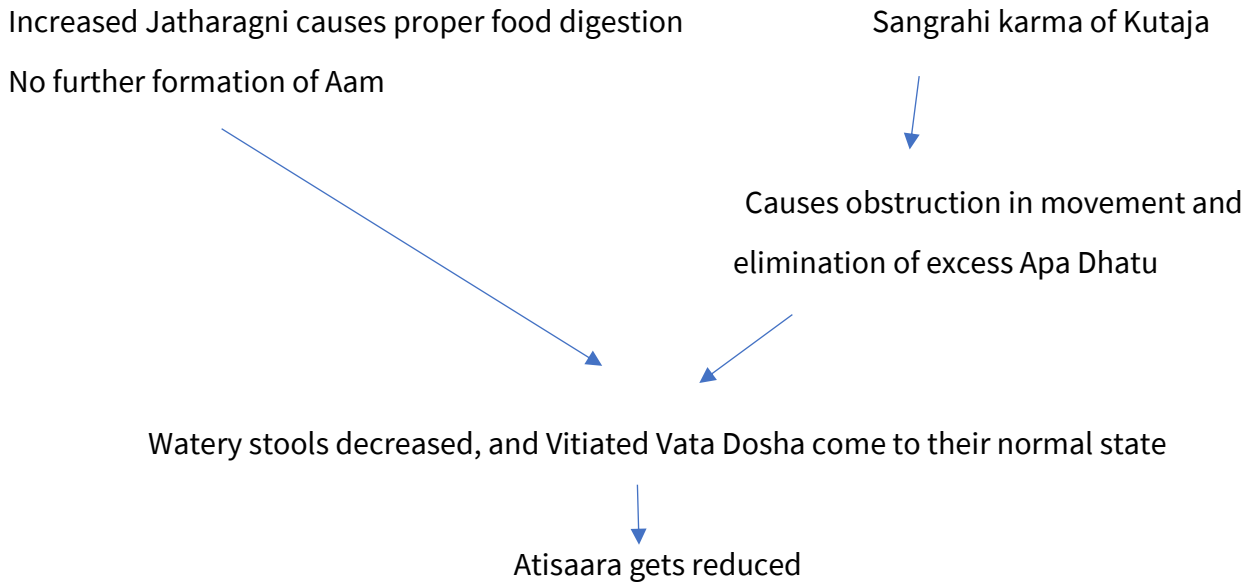 Increased Jatharagni causes proper food digestion
No further formation of Aam
Sangrahi karma of Kutaja
Causes obstruction in movement and
elimination of excess Apa Dhatu
Watery stools decreased, and Vitiated Vata Dosha come to their normal state
Atisaara gets reduced